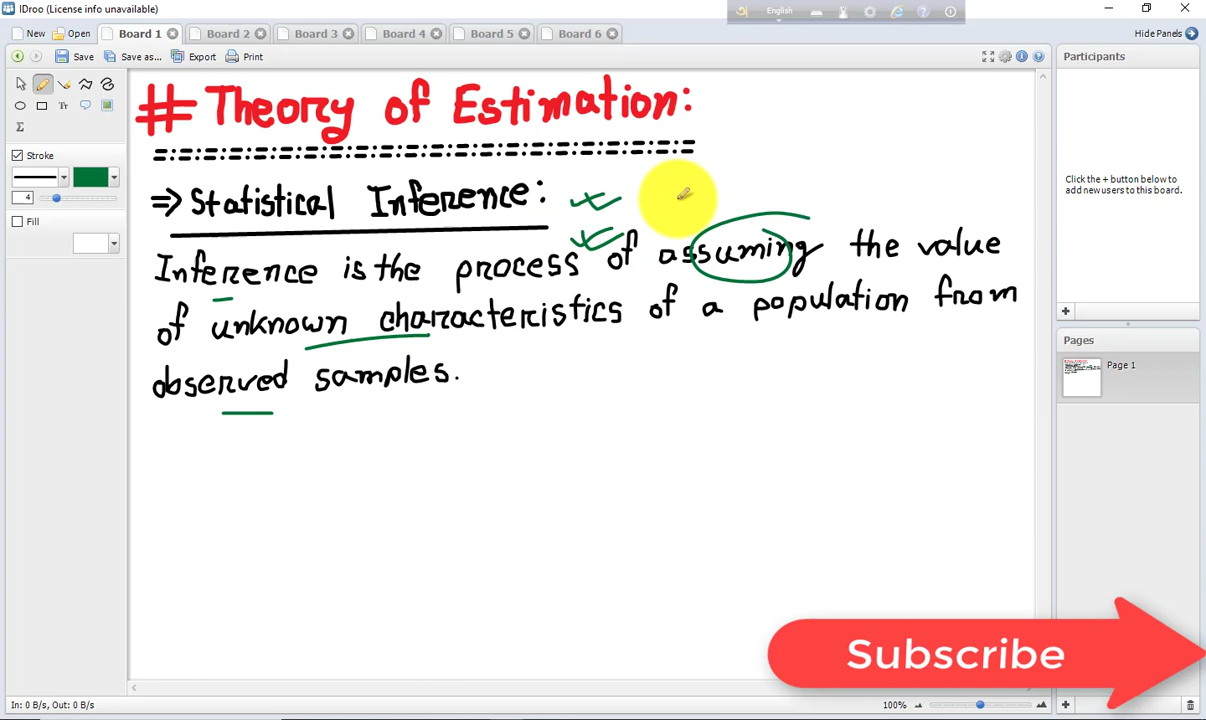 IDroo (License info unavailable)
English
New Open Board 1 Board 2 Board 3 Board 4 Board 5 Board 6 Hide Panels
Save Save as... Export Print
Participants
Click the + button below to
add new users to this board.
Tr
Σ
Stroke
4
Fill
# Theory of Estimation:
=:=:=:=:=:=:=:=:=:=:=:=:=:=:=:=:=:=
=> Statistical Inference:
Inference is the process of assuming the value
of unknown characteristics of a population from
observed samples.
Pages
Page 1
Subscribe
In: 0 B/s, Out: 0 B/s
100%